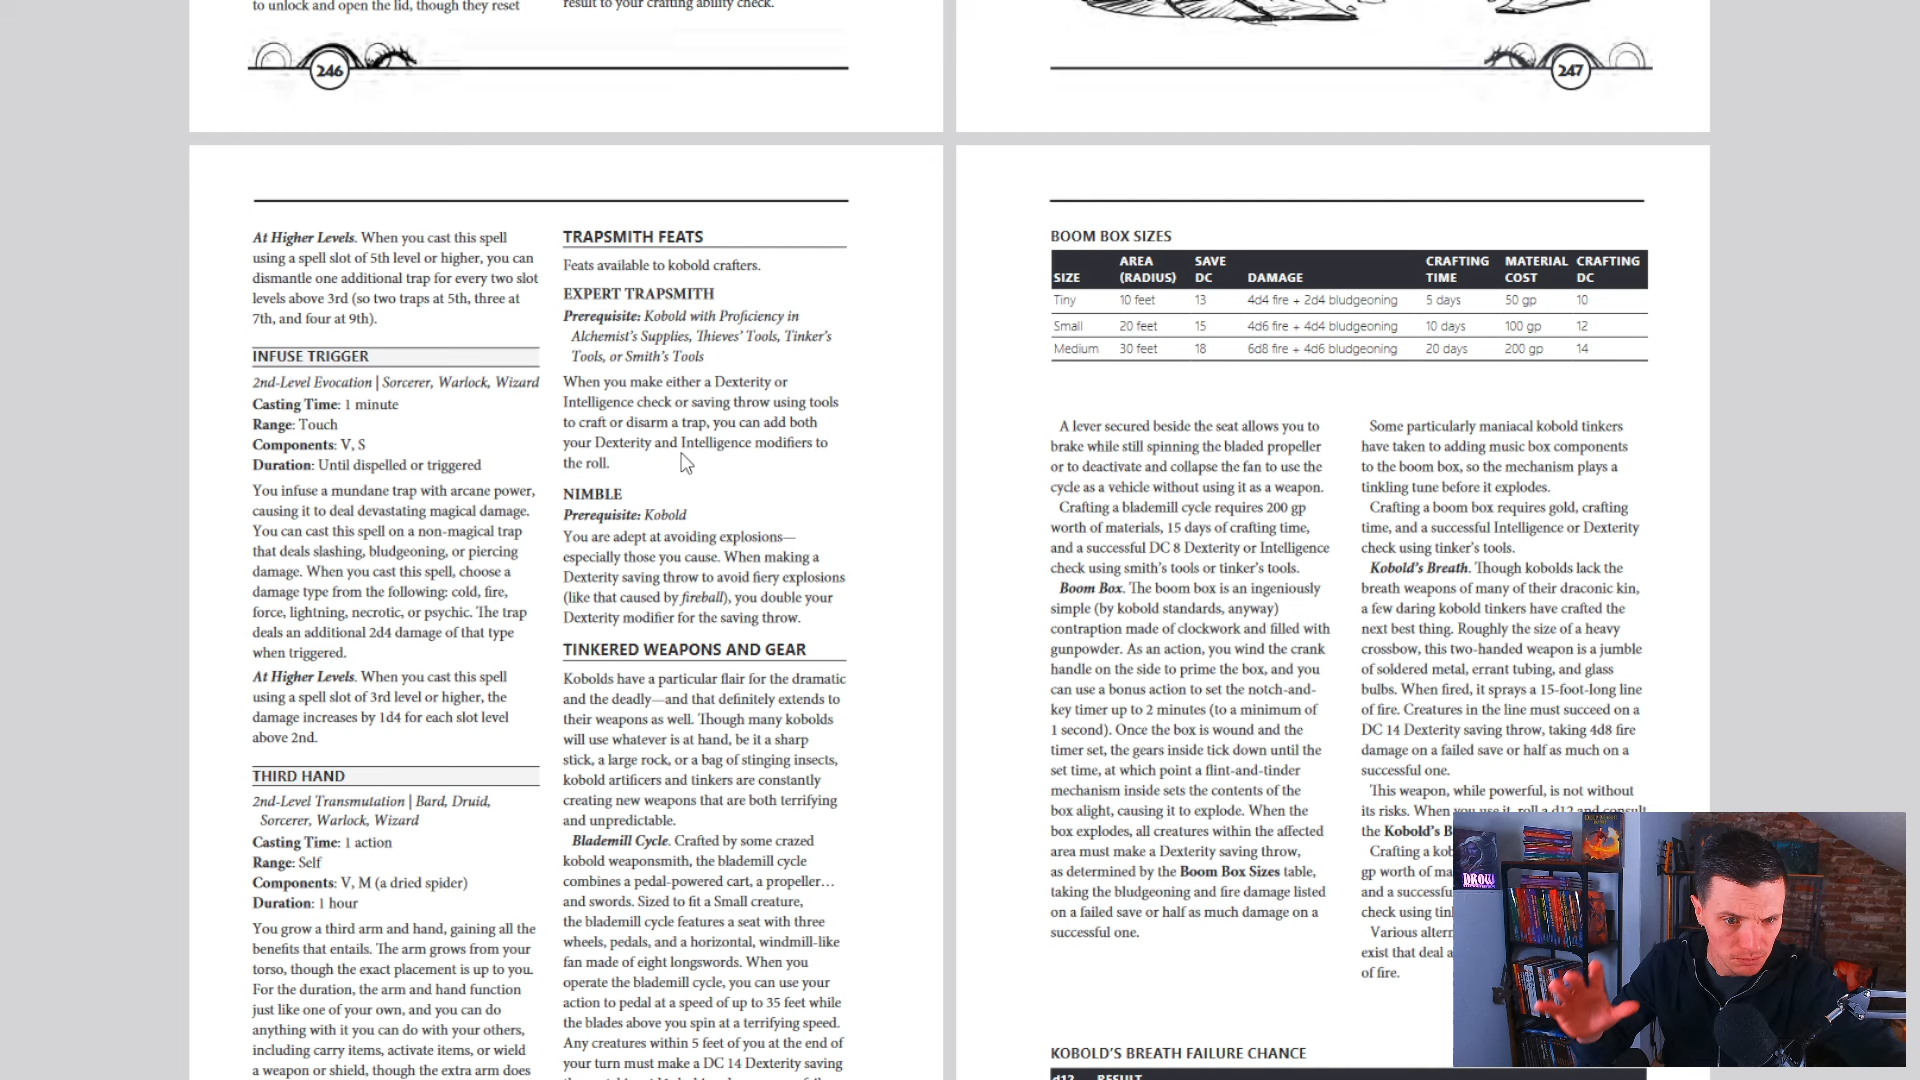 to unlock and open the lid, though they reset
result to your crafting ability check.
246
247
At Higher Levels. When you cast this spell
using a spell slot of 5th level or higher, you can
dismantle one additional trap for every two slot
levels above 3rd (so two traps at 5th, three at
7th, and four at 9th).
INFUSE TRIGGER
2nd-Level Evocation | Sorcerer, Warlock, Wizard
Casting Time: 1 minute
Range: Touch
Components: V, S
Duration: Until dispelled or triggered
You infuse a mundane trap with arcane power,
causing it to deal devastating magical damage.
You can cast this spell on a non-magical trap
that deals slashing, bludgeoning, or piercing
damage. When you cast this spell, choose a
damage type from the following: cold, fire,
force, lightning, necrotic, or psychic. The trap
deals an additional 2d4 damage of that type
when triggered.
At Higher Levels. When you cast this spell
using a spell slot of 3rd level or higher, the
damage increases by 1d4 for each slot level
above 2nd.
THIRD HAND
2nd-Level Transmutation | Bard, Druid,
Sorcerer, Warlock, Wizard
Casting Time: 1 action
Range: Self
Components: V, M (a dried spider)
Duration: 1 hour
You grow a third arm and hand, gaining all the
benefits that entails. The arm grows from your
torso, though the exact placement is up to you.
For the duration, the arm and hand function
just like one of your own, and you can do
anything with it you can do with your others,
including carry items, activate items, or wield
a weapon or shield, though the extra arm does
TRAPSMITH FEATS
Feats available to kobold crafters.
EXPERT TRAPSMITH
Prerequisite: Kobold with Proficiency in
Alchemist's Supplies, Thieves' Tools, Tinker's
Tools, or Smith's Tools
When you make either a Dexterity or
Intelligence check or saving throw using tools
to craft or disarm a trap, you can add both
your Dexterity and Intelligence modifiers to
the roll.
NIMBLE
Prerequisite: Kobold
You are adept at avoiding explosions—
especially those you cause. When making a
Dexterity saving throw to avoid fiery explosions
(like that caused by fireball), you double your
Dexterity modifier for the saving throw.
TINKERED WEAPONS AND GEAR
Kobolds have a particular flair for the dramatic
and the deadly—and that definitely extends to
their weapons as well. Though many kobolds
will use whatever is at hand, be it a sharp
stick, a large rock, or a bag of stinging insects,
kobold artificers and tinkers are constantly
creating new weapons that are both terrifying
and unpredictable.
Blademill Cycle. Crafted by some crazed
kobold weaponsmith, the blademill cycle
combines a pedal-powered cart, a propeller…
and swords. Sized to fit a Small creature,
the blademill cycle features a seat with three
wheels, pedals, and a horizontal, windmill-like
fan made of eight longswords. When you
operate the blademill cycle, you can use your
action to pedal at a speed of up to 35 feet while
the blades above you spin at a terrifying speed.
Any creatures within 5 feet of you at the end of
your turn must make a DC 14 Dexterity saving
BOOM BOX SIZES
SIZE AREA (RADIUS) SAVE DC DAMAGE CRAFTING TIME MATERIAL COST CRAFTING DC
Tiny 10 feet 13 4d4 fire + 2d4 bludgeoning 5 days 50 gp 10
Small 20 feet 15 4d6 fire + 4d4 bludgeoning 10 days 100 gp 12
Medium 30 feet 18 6d8 fire + 4d6 bludgeoning 20 days 200 gp 14
A lever secured beside the seat allows you to
brake while still spinning the bladed propeller
or to deactivate and collapse the fan to use the
cycle as a vehicle without using it as a weapon.
Crafting a blademill cycle requires 200 gp
worth of materials, 15 days of crafting time,
and a successful DC 8 Dexterity or Intelligence
check using smith's tools or tinker's tools.
Boom Box. The boom box is an ingeniously
simple (by kobold standards, anyway)
contraption made of clockwork and filled with
gunpowder. As an action, you wind the crank
handle on the side to prime the box, and you
can use a bonus action to set the notch-and-
key timer up to 2 minutes (to a minimum of
1 second). Once the box is wound and the
timer set, the gears inside tick down until the
set time, at which point a flint-and-tinder
mechanism inside sets the contents of the
box alight, causing it to explode. When the
box explodes, all creatures within the affected
area must make a Dexterity saving throw,
as determined by the Boom Box Sizes table,
taking the bludgeoning and fire damage listed
on a failed save or half as much damage on a
successful one.
Some particularly maniacal kobold tinkers
have taken to adding music box components
to the boom box, so the mechanism plays a
tinkling tune before it explodes.
Crafting a boom box requires gold, crafting
time, and a successful Intelligence or Dexterity
check using tinker's tools.
Kobold's Breath. Though kobolds lack the
breath weapons of many of their draconic kin,
a few daring kobold tinkers have crafted the
next best thing. Roughly the size of a heavy
crossbow, this two-handed weapon is a jumble
of soldered metal, errant tubing, and glass
bulbs. When fired, it sprays a 15-foot-long line
of fire. Creatures in the line must succeed on a
DC 14 Dexterity saving throw, taking 4d8 fire
damage on a failed save or half as much on a
successful one.
This weapon, while powerful, is not without
its risks. When you use it, roll a d12 and consult
the Kobold's B
Crafting a kob
gp worth of ma
and a successfu
check using tin
Various altern
exist that deal a
of fire.
KOBOLD'S BREATH FAILURE CHANCE
d12 RESULT
DROW